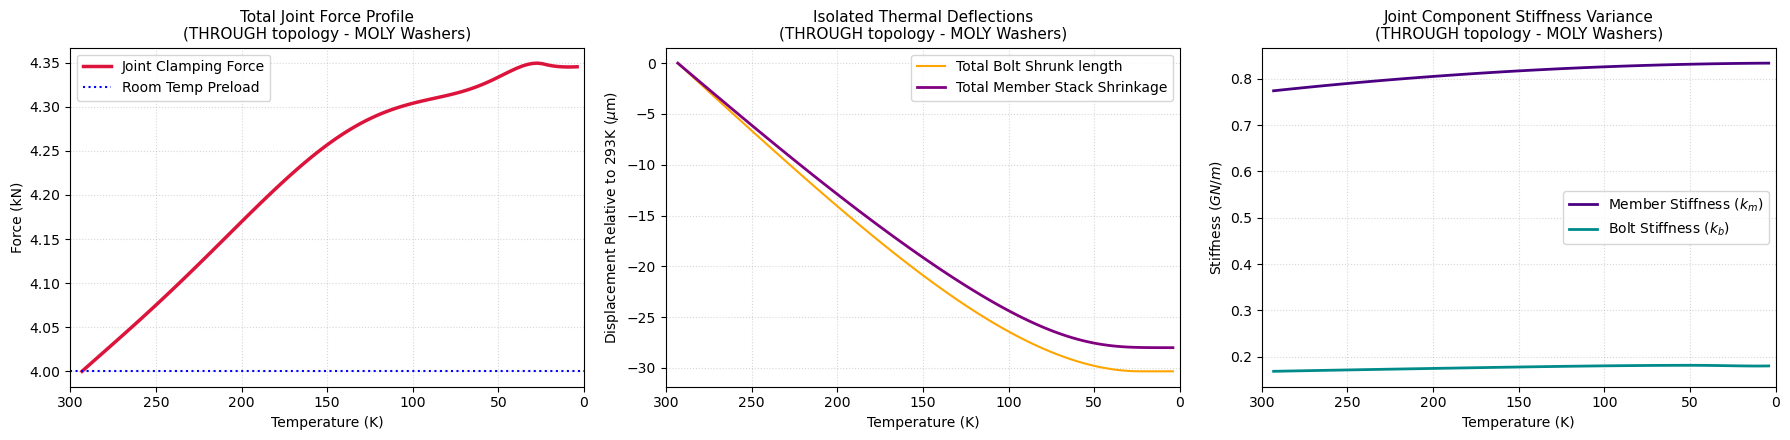 Total Joint Force Profile
(THROUGH topology - MOLY Washers)
Joint Clamping Force
Room Temp Preload
Force (kN)
4.35
4.30
4.25
4.20
4.15
4.10
4.05
4.00
300 250 200 150 100 50 0
Temperature (K)
Isolated Thermal Deflections
(THROUGH topology - MOLY Washers)
Total Bolt Shrunk length
Total Member Stack Shrinkage
Displacement Relative to 293K (μm)
0
−5
−10
−15
−20
−25
−30
300 250 200 150 100 50 0
Temperature (K)
Joint Component Stiffness Variance
(THROUGH topology - MOLY Washers)
Member Stiffness (k_m)
Bolt Stiffness (k_b)
Stiffness (GN/m)
0.8
0.7
0.6
0.5
0.4
0.3
0.2
300 250 200 150 100 50 0
Temperature (K)